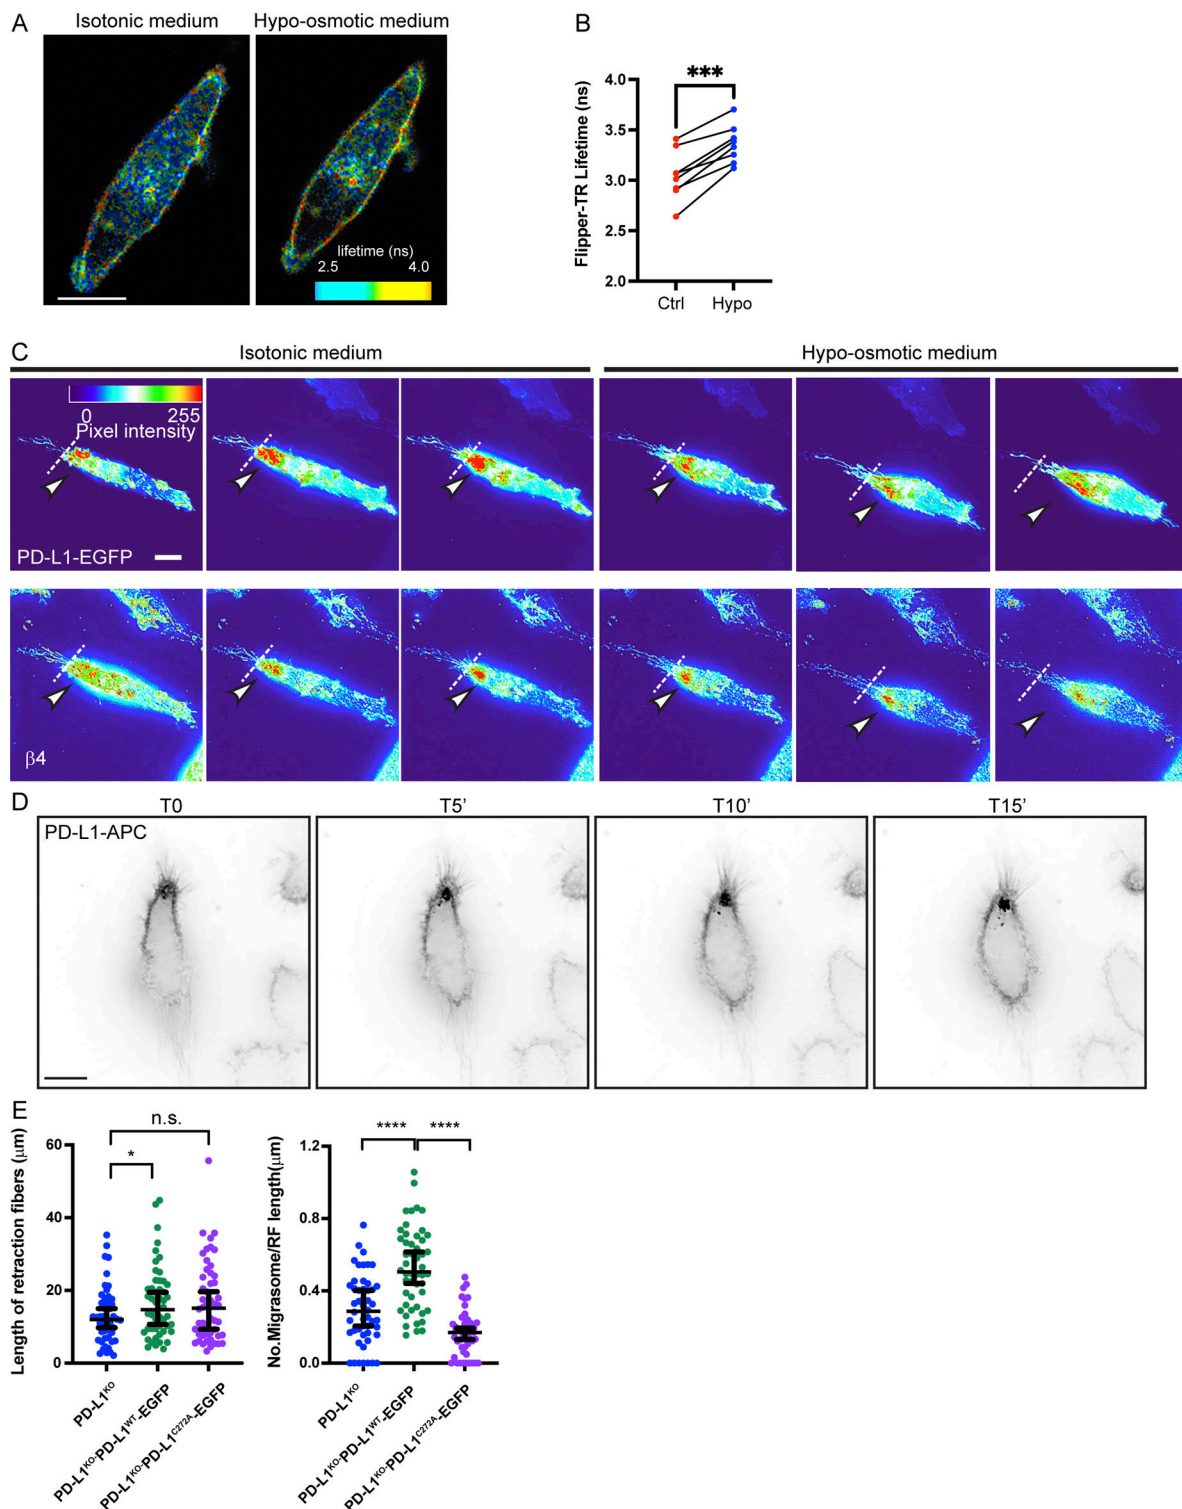 A
Isotonic medium
Hypo-osmotic medium
lifetime (ns)
2.5 4.0
B
***
Flipper-TR Lifetime (ns)
4.0
3.5
3.0
2.5
2.0
Ctrl Hypo
C
Isotonic medium
Hypo-osmotic medium
0 255
Pixel intensity
PD-L1-EGFP
β4
D
T0
T5’
T10’
T15’
PD-L1-APC
E
n.s.
*
Length of retraction fibers (μm)
60
40
20
0
PD-L1ᴷᴼ
PD-L1ᴷᴼ-PD-L1ᵂᵀ-EGFP
PD-L1ᴷᴼ-PD-L1ᶜ²⁷²ᴬ-EGFP
**** ****
No.Migrasome/RF length(μm)
1.2
0.8
0.4
0.0
PD-L1ᴷᴼ
PD-L1ᴷᴼ-PD-L1ᵂᵀ-EGFP
PD-L1ᴷᴼ-PD-L1ᶜ²⁷²ᴬ-EGFP